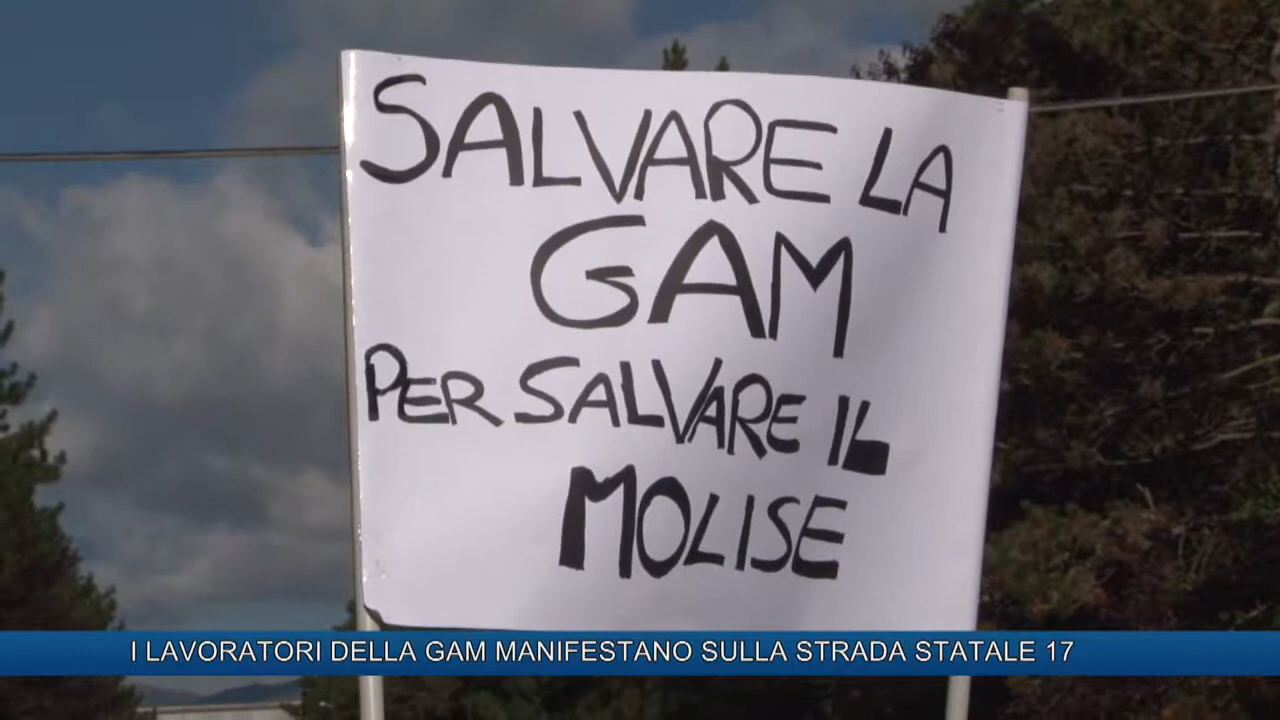 SALVARE LA
GAM
PER SALVARE IL
MOLISE
I LAVORATORI DELLA GAM MANIFESTANO SULLA STRADA STATALE 17